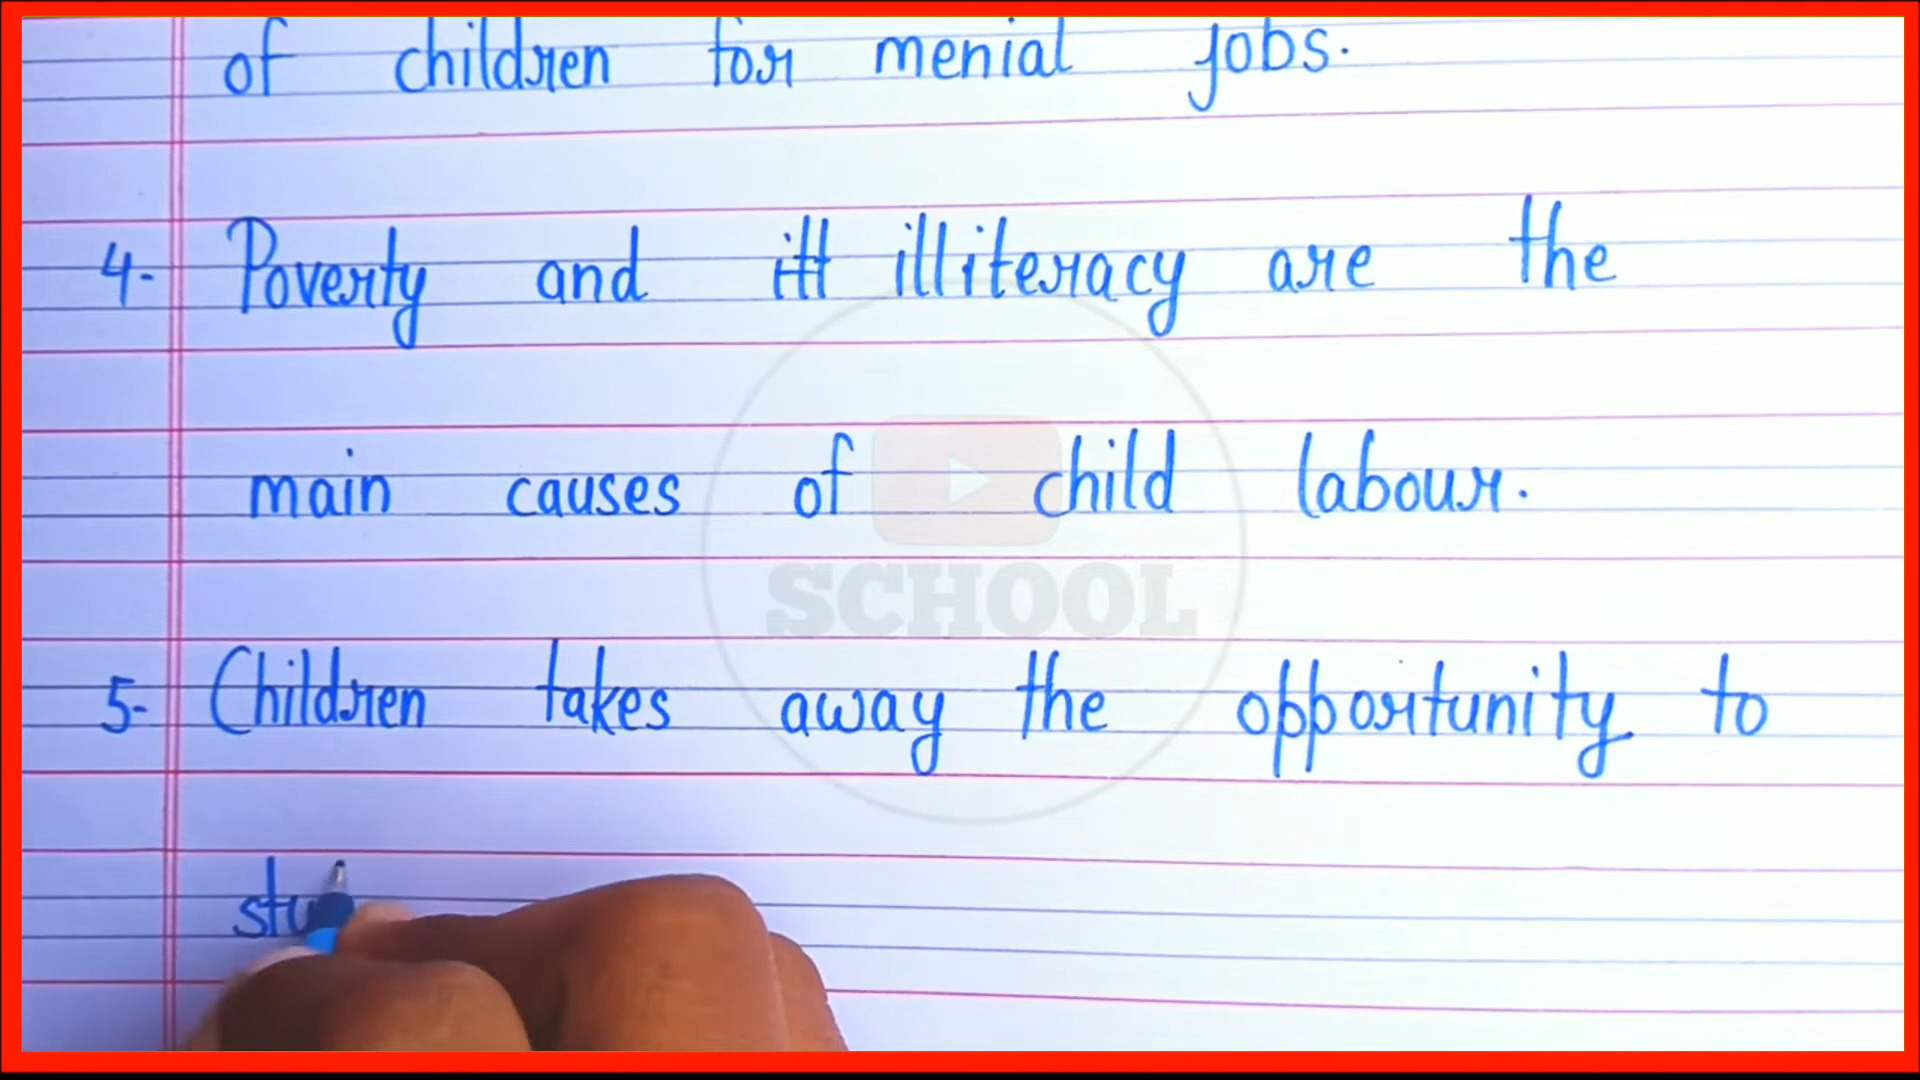 of children for menial jobs.
4- Poverty and illiteracy are the
main causes of child labour.
SCHOOL
5- Children takes away the opportunity to
stu